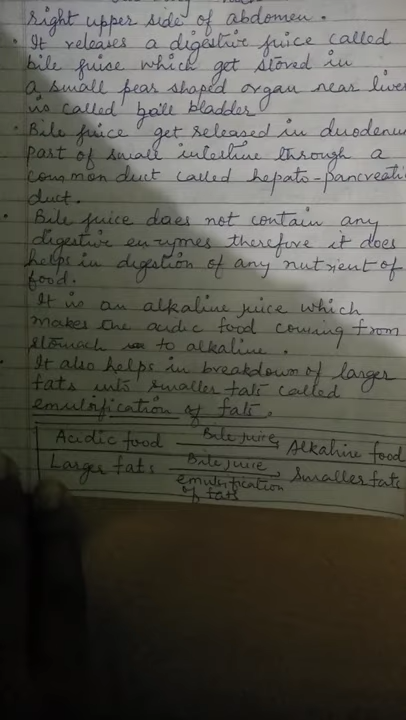 right upper side of abdomen.
• It releases a digestive juice called
bile juice which get stored in
a small pear shaped organ near live
is called ball bladder
• Bile juice get released in duodenu
part of small intestine through a
common duct called hepato-pancreati
duct.
• Bile juice does not contain any
digestive enzymes therefore it does
helps in digestion of any nutrient of
food.
It is an alkaline juice which
makes the acidic food coming from
stomach to alkaline.
• It also helps in breakdown of larger
fats into smaller fats called
emulsification of fats.
Acidic food Bile juice Alkaline food
Larger fats Bile juice smaller fats
emulsification
of fats